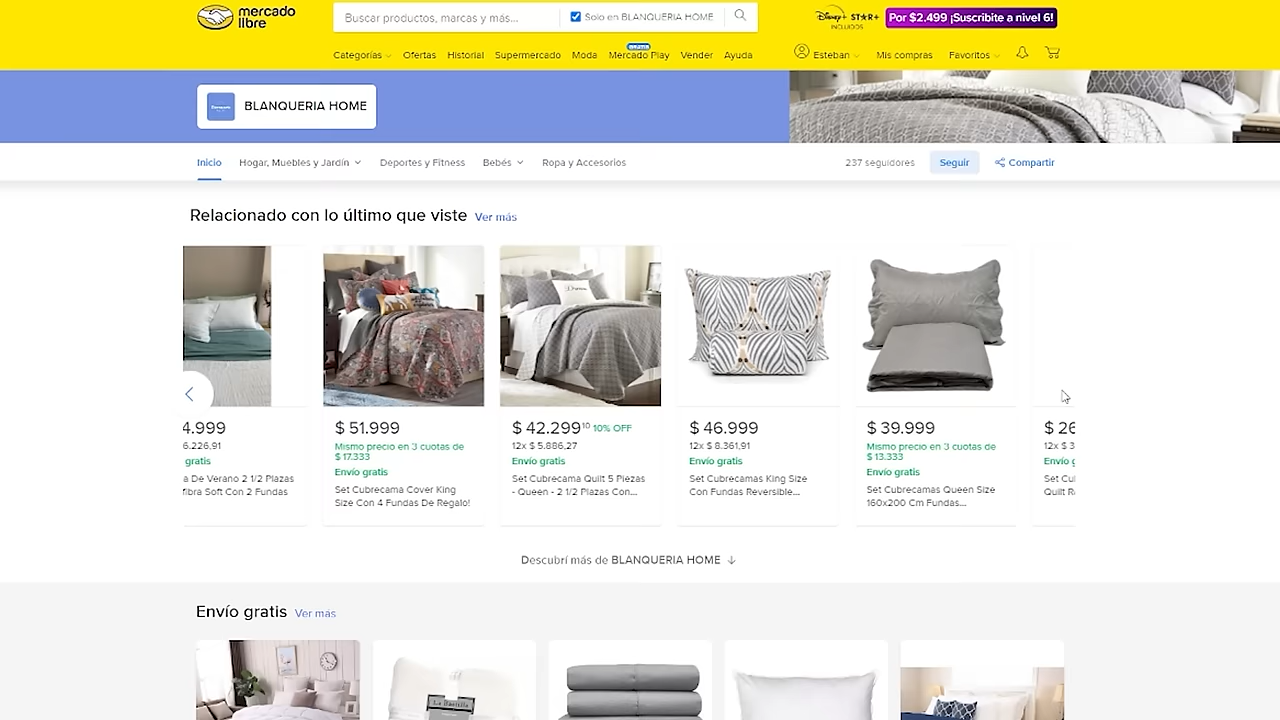 mercado
libre
Buscar productos, marcas y más...
Solo en BLANQUERIA HOME
Disney+ STAR+
INCLUIDOS
Por $2.499 ¡Suscribite a nivel 6!
Categorías
Ofertas
Historial
Supermercado
Moda
GRATIS
Mercado Play
Vender
Ayuda
Esteban
Mis compras
Favoritos
BLANQUERIA HOME
Inicio
Hogar, Muebles y Jardín
Deportes y Fitness
Bebés
Ropa y Accesorios
237 seguidores
Seguir
Compartir
Relacionado con lo último que viste
Ver más
4.999
6.226,91
gratis
a De Verano 2 1/2 Plazas
fibra Soft Con 2 Fundas
$ 51.999
Mismo precio en 3 cuotas de
$ 17.333
Envío gratis
Set Cubrecama Cover King
Size Con 4 Fundas De Regalo!
$ 42.299¹⁰ 10% OFF
12x $ 5.886,27
Envío gratis
Set Cubrecama Quilt 5 Piezas
- Queen - 2 1/2 Plazas Con...
$ 46.999
12x $ 8.361,91
Envío gratis
Set Cubrecamas King Size
Con Fundas Reversible...
$ 39.999
Mismo precio en 3 cuotas de
$ 13.333
Envío gratis
Set Cubrecamas Queen Size
160x200 Cm Fundas...
$ 26
12x $ 3
Envío g
Set Cul
Quilt R
Descubrí más de BLANQUERIA HOME
Envío gratis
Ver más
La Bastilla